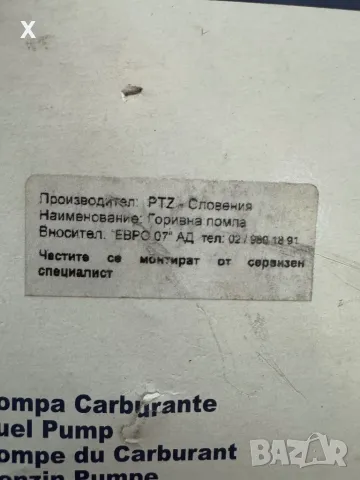 X
Производител: PTZ - Словения
Наименование: Горивна помпа
Вносител: "ЕВРО 07" АД тел: 02 / 980 18 91
Частите се монтират от сервизен
специалист
ompa Carburante
uel Pump
ompe du Carburant
enzin Pumpe
bazar